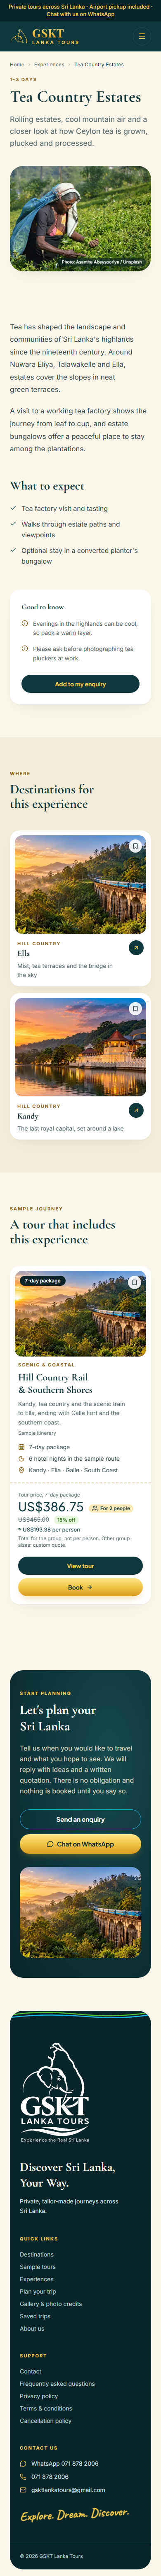 Private tours across Sri Lanka · Airport pickup included ·
Chat with us on WhatsApp
GSKT
LANKA TOURS
Home > Experiences > Tea Country Estates
1–3 DAYS
Tea Country Estates
Rolling estates, cool mountain air and a
closer look at how Ceylon tea is grown,
plucked and processed.
Photo: Asantha Abeysooriya / Unsplash
Tea has shaped the landscape and
communities of Sri Lanka's highlands
since the nineteenth century. Around
Nuwara Eliya, Talawakelle and Ella,
estates cover the slopes in neat
green terraces.
A visit to a working tea factory shows the
journey from leaf to cup, and estate
bungalows offer a peaceful place to stay
among the plantations.
What to expect
Tea factory visit and tasting
Walks through estate paths and
viewpoints
Optional stay in a converted planter's
bungalow
Good to know
Evenings in the highlands can be cool,
so pack a warm layer.
Please ask before photographing tea
pluckers at work.
Add to my enquiry
WHERE
Destinations for
this experience
HILL COUNTRY
Ella
Mist, tea terraces and the bridge in
the sky
HILL COUNTRY
Kandy
The last royal capital, set around a lake
SAMPLE JOURNEY
A tour that includes
this experience
7-day package
SCENIC & COASTAL
Hill Country Rail
& Southern Shores
Kandy, tea country and the scenic train
to Ella, ending with Galle Fort and the
southern coast.
Sample itinerary
7-day package
6 hotel nights in the sample route
Kandy · Ella · Galle · South Coast
Tour price, 7-day package
US$386.75 For 2 people
US$455.00 15% off
≈ US$193.38 per person
Total for the group, not per person. Other group
sizes: custom quote.
View tour
Book →
START PLANNING
Let's plan your
Sri Lanka
Tell us when you would like to travel
and what you hope to see. We will
reply with ideas and a written
quotation. There is no obligation and
nothing is booked until you say so.
Send an enquiry
Chat on WhatsApp
GSKT
LANKA TOURS
Experience the Real Sri Lanka
Discover Sri Lanka,
Your Way.
Private, tailor-made journeys across
Sri Lanka.
QUICK LINKS
Destinations
Sample tours
Experiences
Plan your trip
Gallery & photo credits
Saved trips
About us
SUPPORT
Contact
Frequently asked questions
Privacy policy
Terms & conditions
Cancellation policy
CONTACT US
WhatsApp 071 878 2006
071 878 2006
gsktlankatours@gmail.com
Explore. Dream. Discover.
© 2026 GSKT Lanka Tours